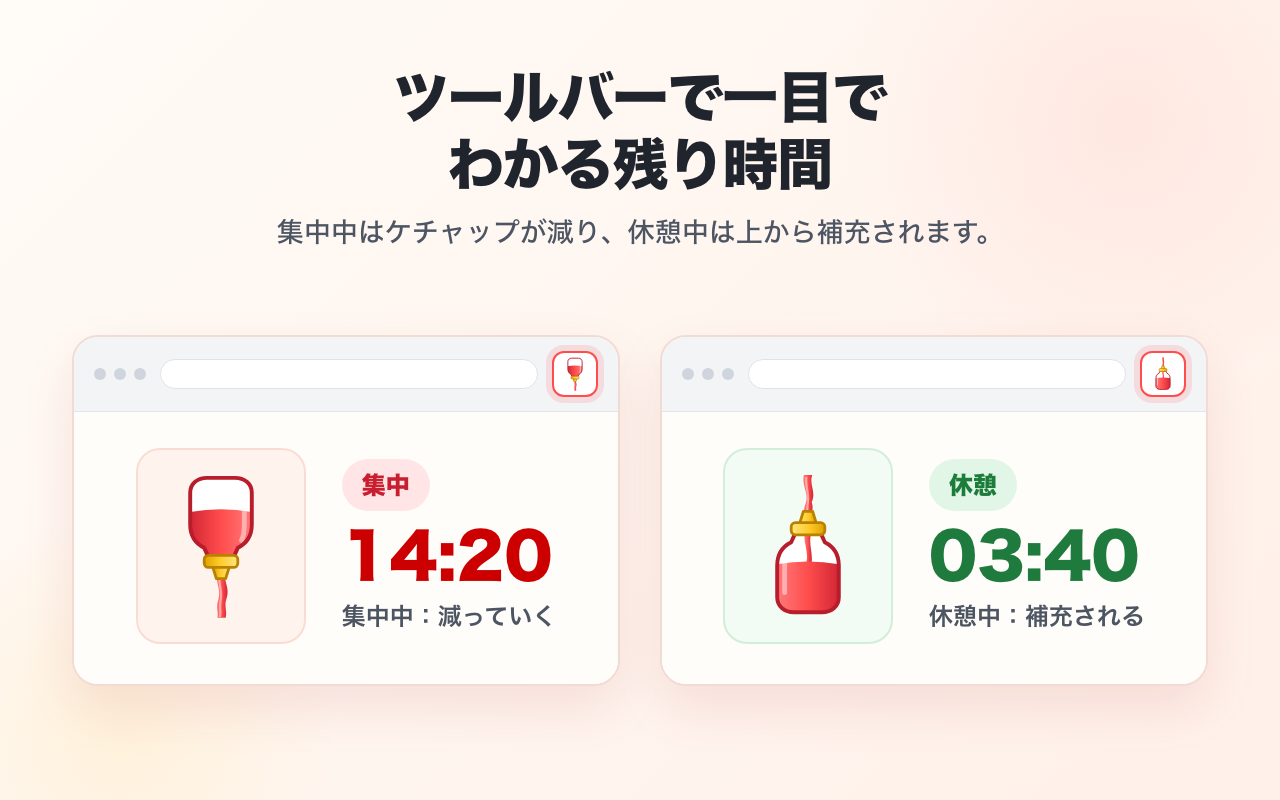 ツールバーで一目で
わかる残り時間
集中中はケチャップが減り、休憩中は上から補充されます。
集中
14:20
集中中：減っていく
休憩
03:40
休憩中：補充される